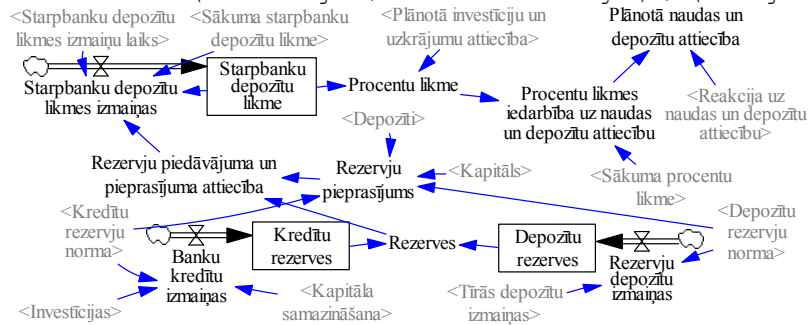 <Starpbanku depozītu
likmes izmaiņu laiks>
<Sākuma starpbanku
depozītu likme>
<Plānotā investīciju un
uzkrājumu attiecība>
Plānotā naudas un
depozītu attiecība
Starpbanku depozītu
likmes izmaiņas
Starpbanku
depozītu
likme
Procentu likme
Procentu likmes
iedarbība uz naudas
un depozītu attiecību
<Reakcija uz
naudas un depozītu
attiecību>
<Depozīti>
Rezervju piedāvājuma un
pieprasījuma attiecība
Rezervju
pieprasījums
<Kapitāls>
<Sākuma procentu
likme>
<Kredītu
rezervju
norma>
Kredītu
rezerves
Rezerves
Depozītu
rezerves
<Depozītu
rezervju
norma>
Banku
kredītu
izmaiņas
Rezervju
depozītu
izmaiņas
<Investīcijas>
<Kapitāla
samazināšana>
<Tīrās depozītu
izmaiņas>